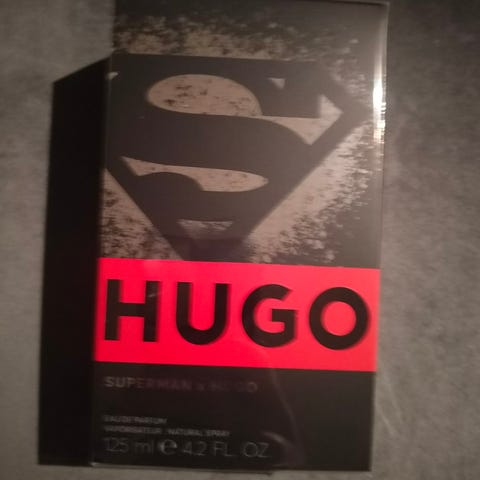 HUGO
SUPERMAN x HUGO
EAU DE PARFUM
VAPORISATEUR / NATURAL SPRAY
125 ml ℮ 4.2 FL. OZ.